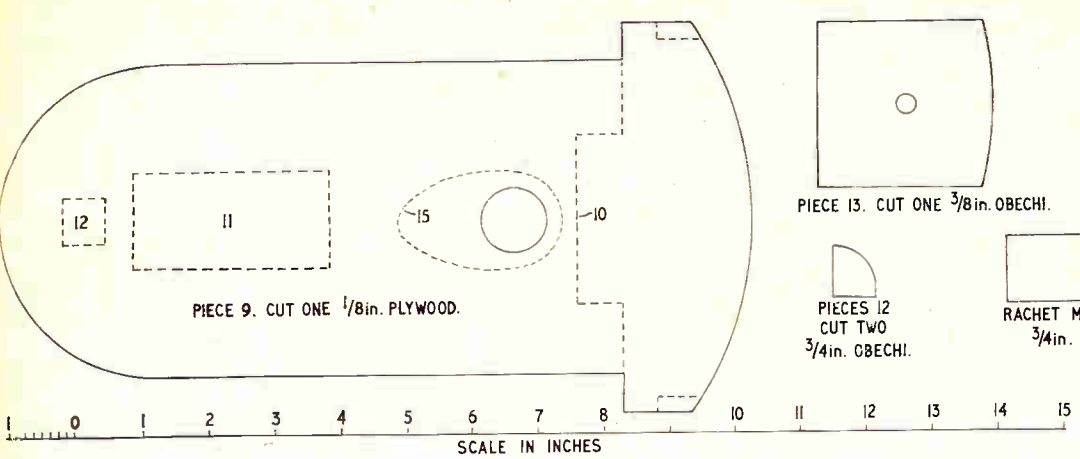 12
11
15
10
PIECE 9. CUT ONE 1/8in. PLYWOOD.
PIECE 13. CUT ONE 3/8in. OBECHI.
PIECES 12
CUT TWO
3/4in. OBECHI.
RACHET M
3/4in.
1 0 1 2 3 4 5 6 7 8 10 11 12 13 14 15
SCALE IN INCHES